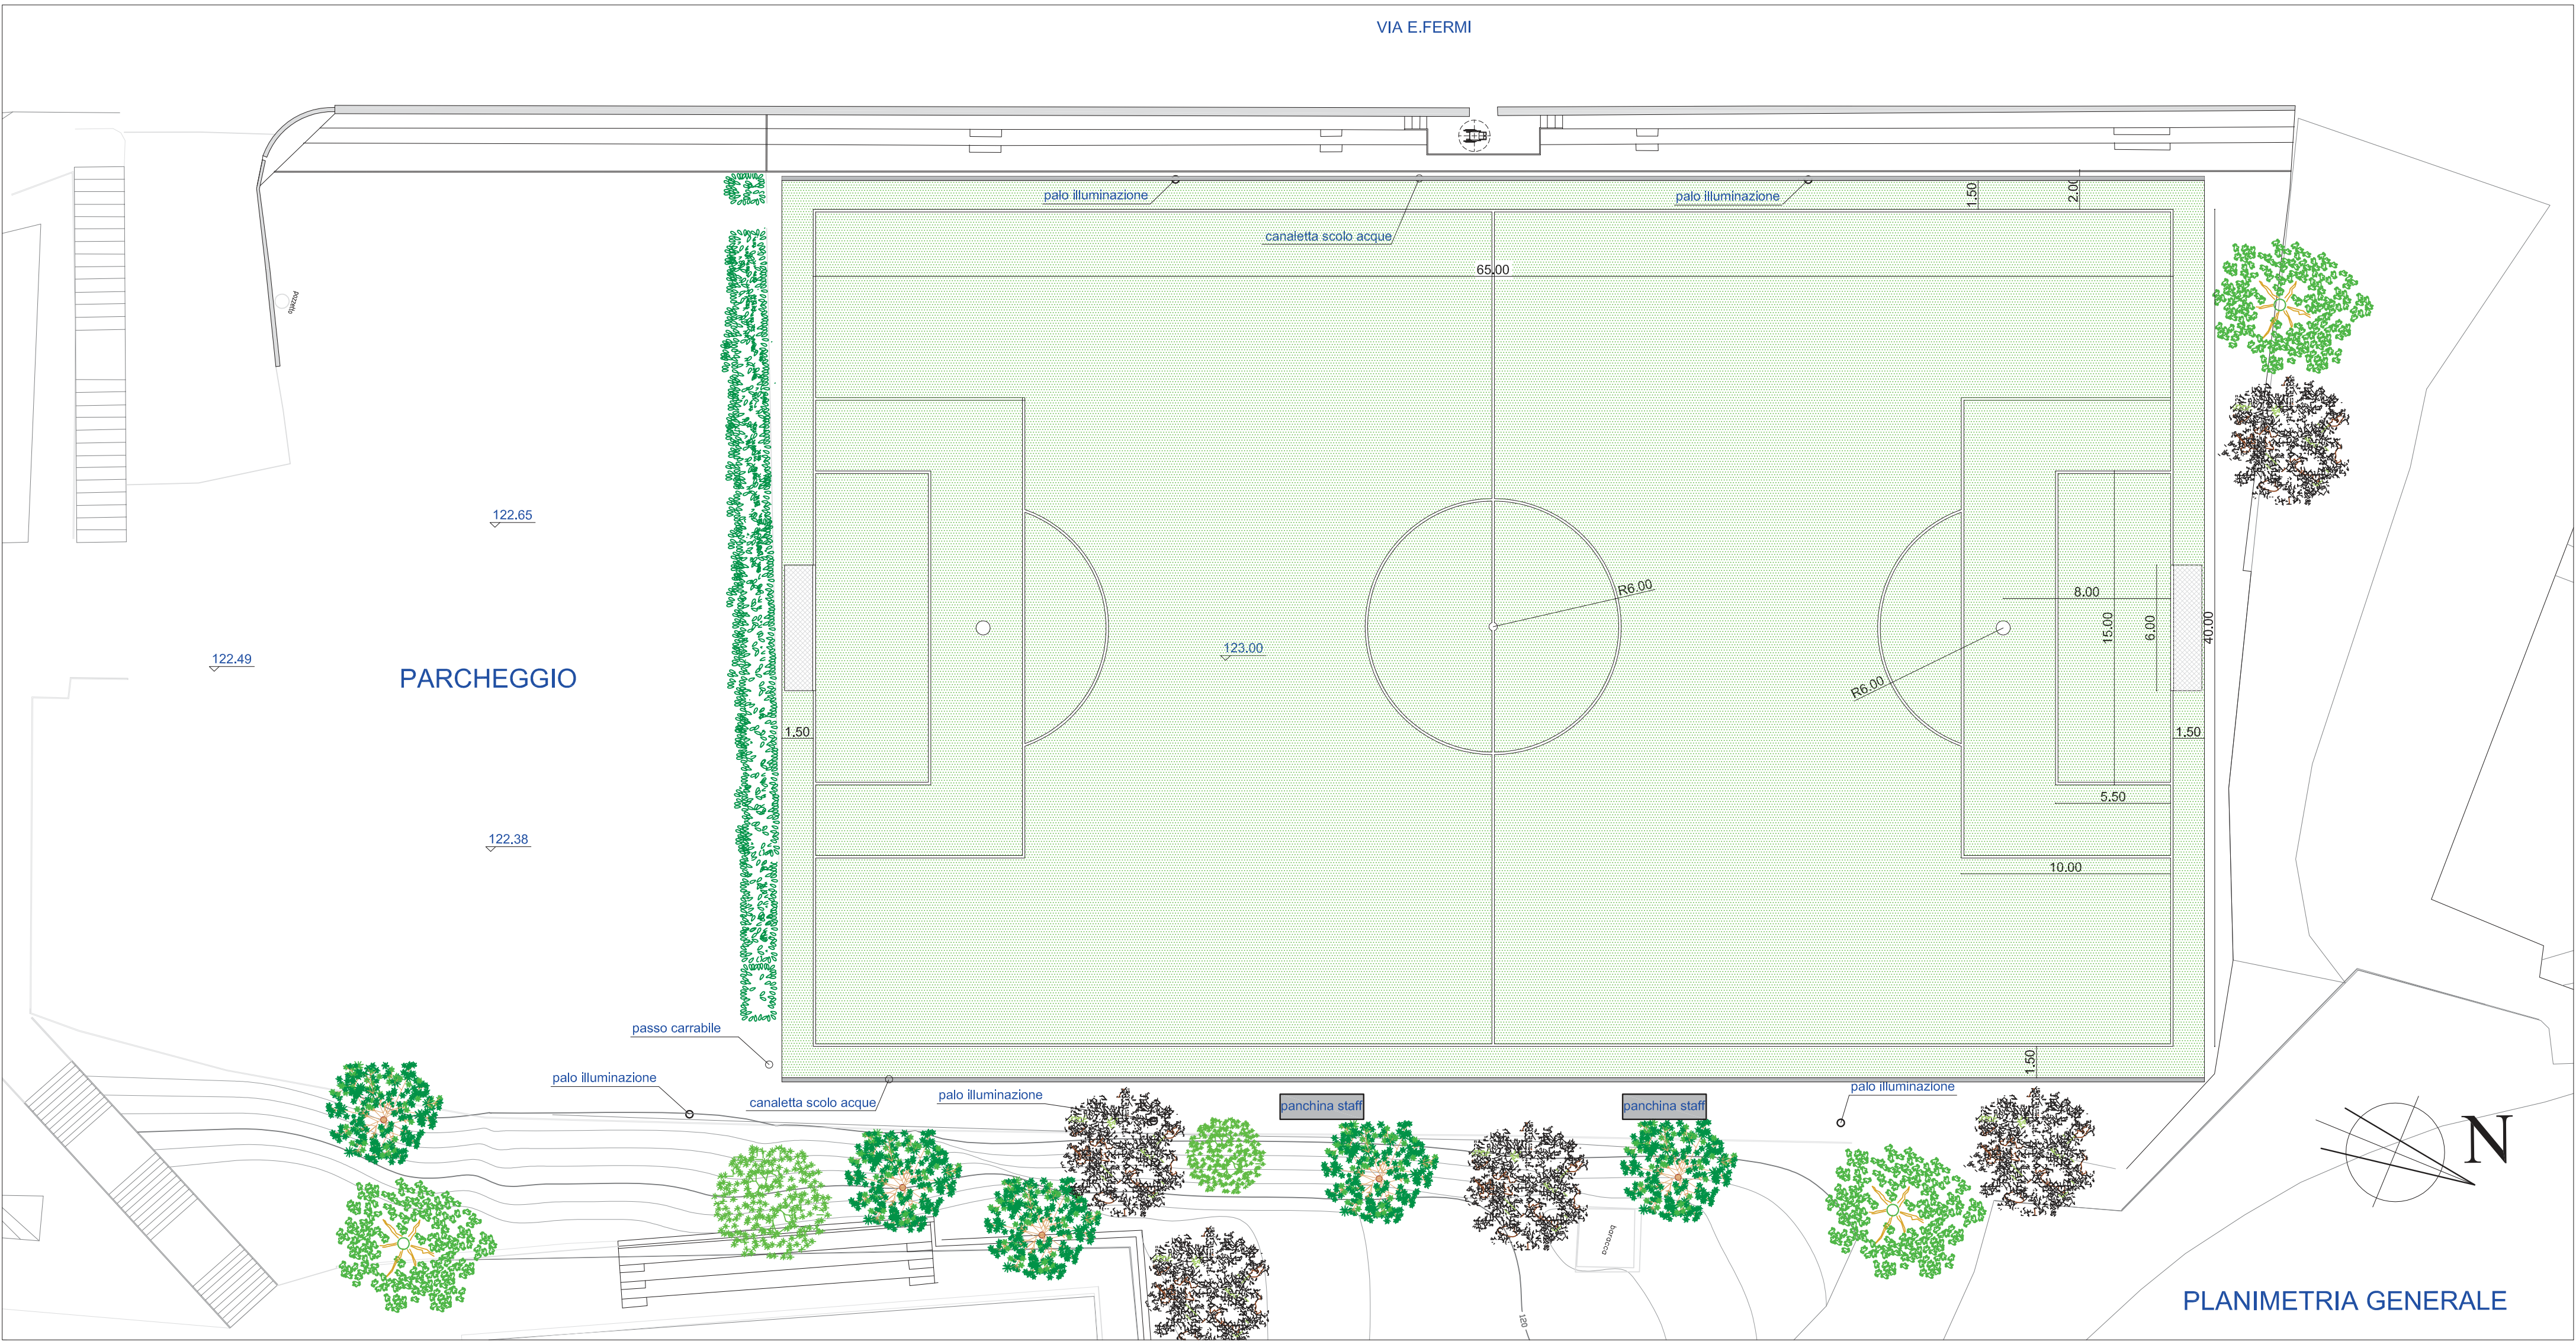 VIA E.FERMI
palo illuminazione
palo illuminazione
1.50
2.00
canaletta scolo acque
65.00
pozzetto
122.65
R6.00
8.00
15.00
6.00
40.00
123.00
122.49
PARCHEGGIO
R6.00
1.50
1.50
5.50
122.38
10.00
passo carrabile
1.50
palo illuminazione
canaletta scolo acque
palo illuminazione
panchina staff
panchina staff
palo illuminazione
N
baracca
PLANIMETRIA GENERALE
120